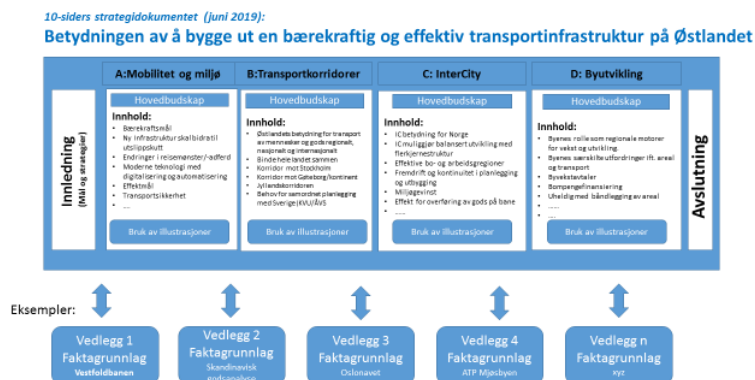 10-siders strategidokumentet (juni 2019):
Betydningen av å bygge ut en bærekraftig og effektiv transportinfrastruktur på Østlandet
Innledning
(Mål og strategier)
A:Mobilitet og miljø
Hovedbudskap
Innhold:
• Bærekraftsmål
• Ny infrastruktur skal bidra til
utslippskutt
• Endringer i reisemønster/-adferd
• Moderne teknologi med
digitalisering og automatisering
• Effektmål
• Transportsikkerhet
• ....
Bruk av illustrasjoner
B:Transportkorridorer
Hovedbudskap
Innhold:
• Østlandets betydning for transport
av mennesker og gods regionalt,
nasjonalt og internasjonalt
• Binde hele landet sammen
• Korridor mot Stockholm
• Korridor mot Gøteborg/kontinent
• Jyllandskorridoren
• Behov for samordnet planlegging
med Sverige (KVU/ÅVS
Bruk av illustrasjoner
C: InterCity
Hovedbudskap
Innhold:
• IC betydning for Norge
• IC muliggjør balansert utvikling med
flerkjernestruktur
• Effektive bo- og arbeidsregioner
• Fremdrift og kontinuitet i planlegging
og utbygging
• Miljøgevinst
• Effekt for overføring av gods på bane
• ......
Bruk av illustrasjoner
D: Byutvikling
Hovedbudskap
Innhold:
• Byenes rolle som regionale motorer
for vekst og utvikling.
• Byenes særskilte utfordringer ift. areal
og transport
• Byvekstavtaler
• Bompengefinansiering
• Uheldig med båndlegging av areal
• ......
• ....
Bruk av illustrasjoner
Avslutning
Eksempler:
Vedlegg 1
Faktagrunnlag
Vestfoldbanen
Vedlegg 2
Faktagrunnlag
Skandinavisk
godsanalyse
Vedlegg 3
Faktagrunnlag
Oslonavet
Vedlegg 4
Faktagrunnlag
ATP Mjøsbyen
Vedlegg n
Faktagrunnlag
xyz